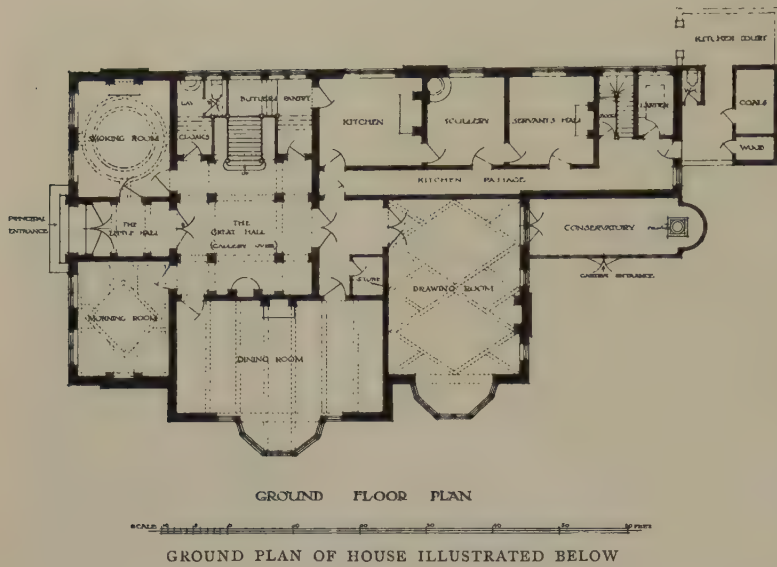 KITCHEN COURT
LAV
BUTLER'S PANTRY
COALS
SMOKING ROOM
CLOAKS
KITCHEN
SCULLERY
SERVANTS HALL
LARDER
WOOD
UP
KITCHEN PASSAGE
PRINCIPAL
ENTRANCE
THE
LITTLE HALL
THE
GREAT HALL
(GALLERY OVER)
CONSERVATORY
STORE
GARDEN ENTRANCE
MORNING ROOM
DRAWING ROOM
DINING ROOM
GROUND FLOOR PLAN
SCALE
FEET
GROUND PLAN OF HOUSE ILLUSTRATED BELOW